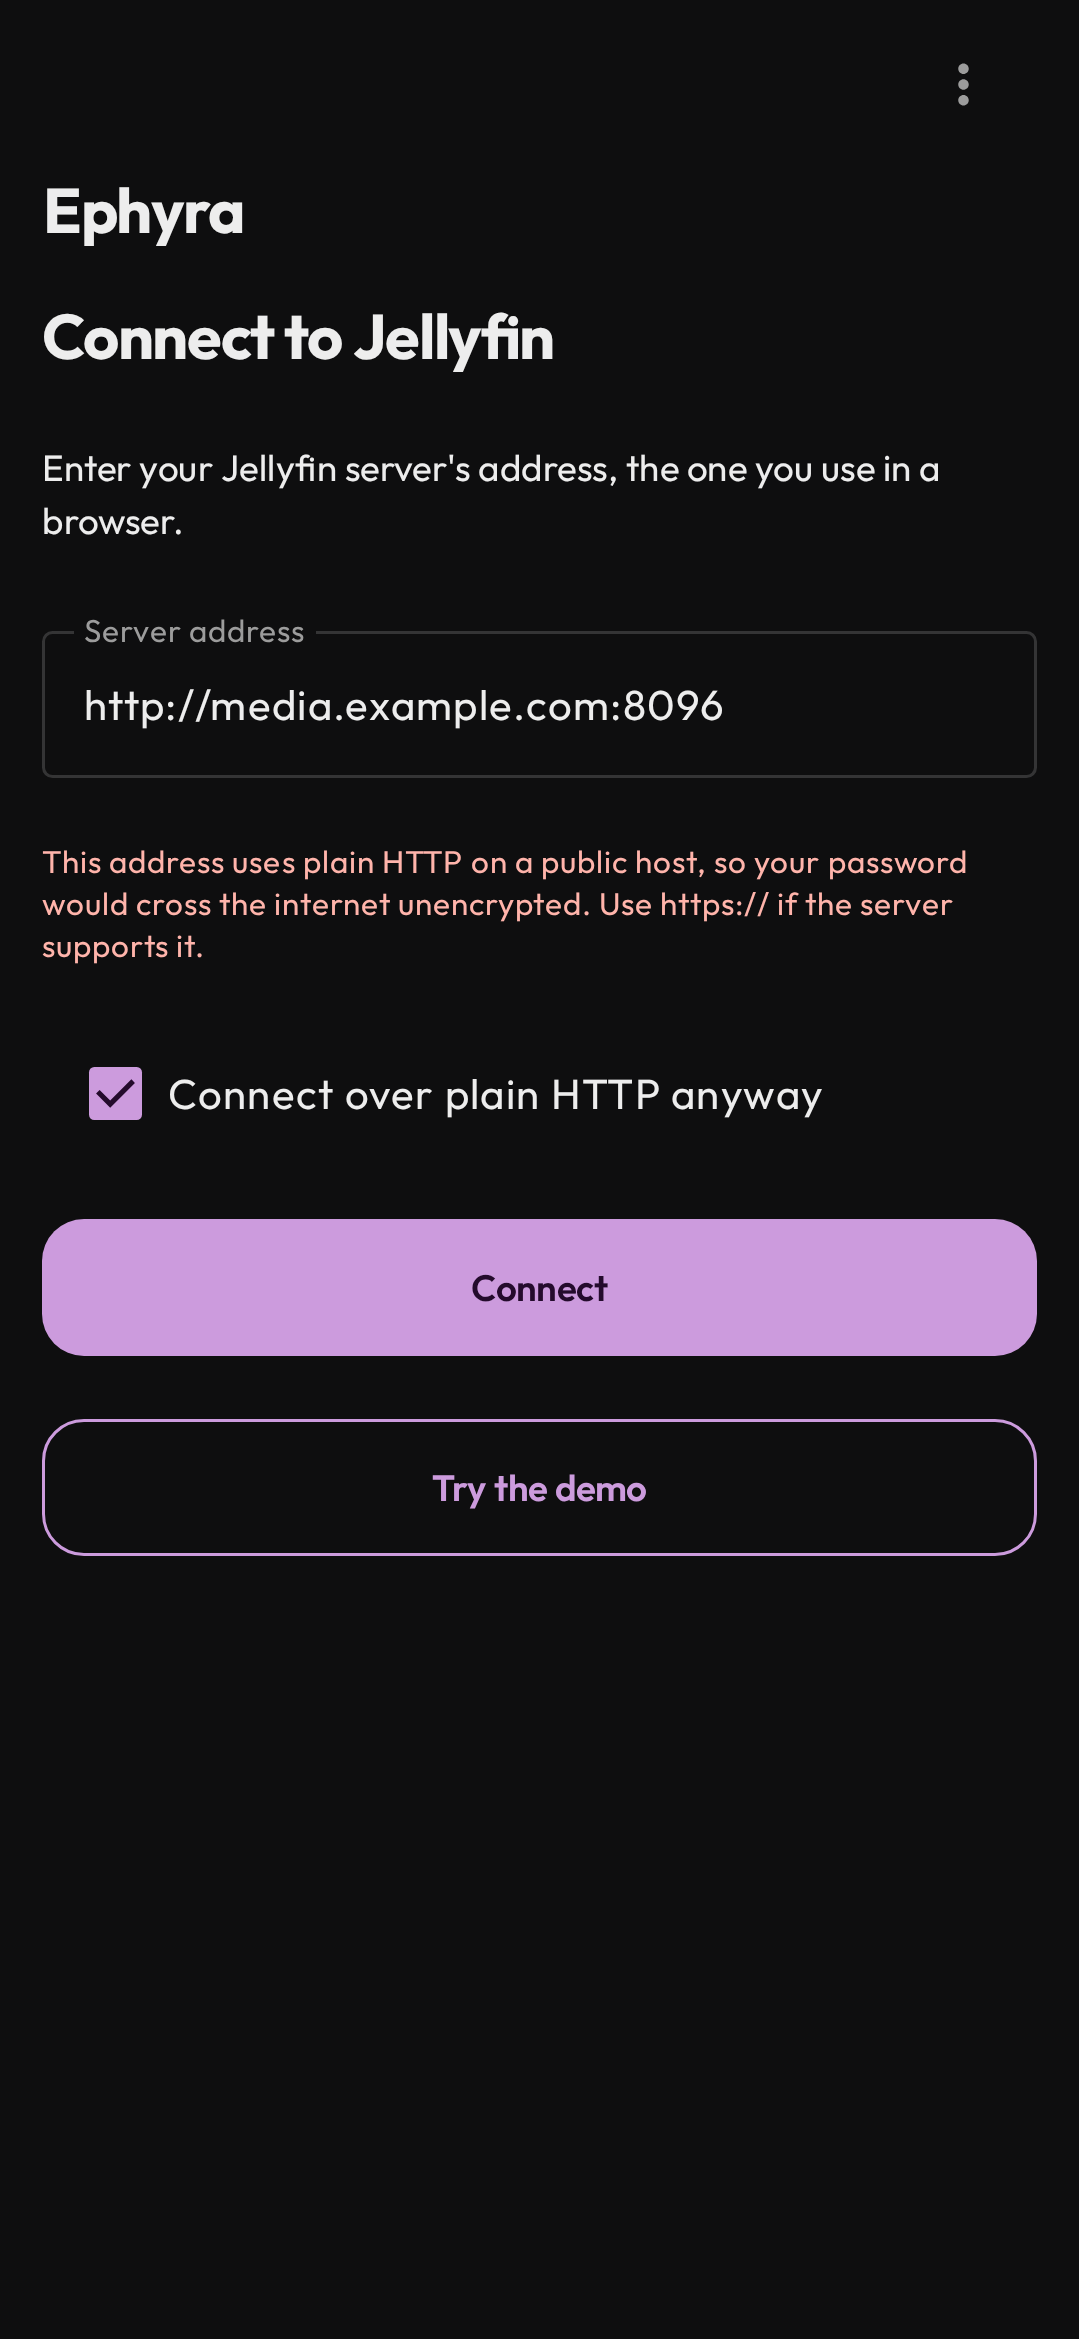 Ephyra
Connect to Jellyfin
Enter your Jellyfin server's address, the one you use in a
browser.
Server address
http://media.example.com:8096
This address uses plain HTTP on a public host, so your password
would cross the internet unencrypted. Use https:// if the server
supports it.
Connect over plain HTTP anyway
Connect
Try the demo